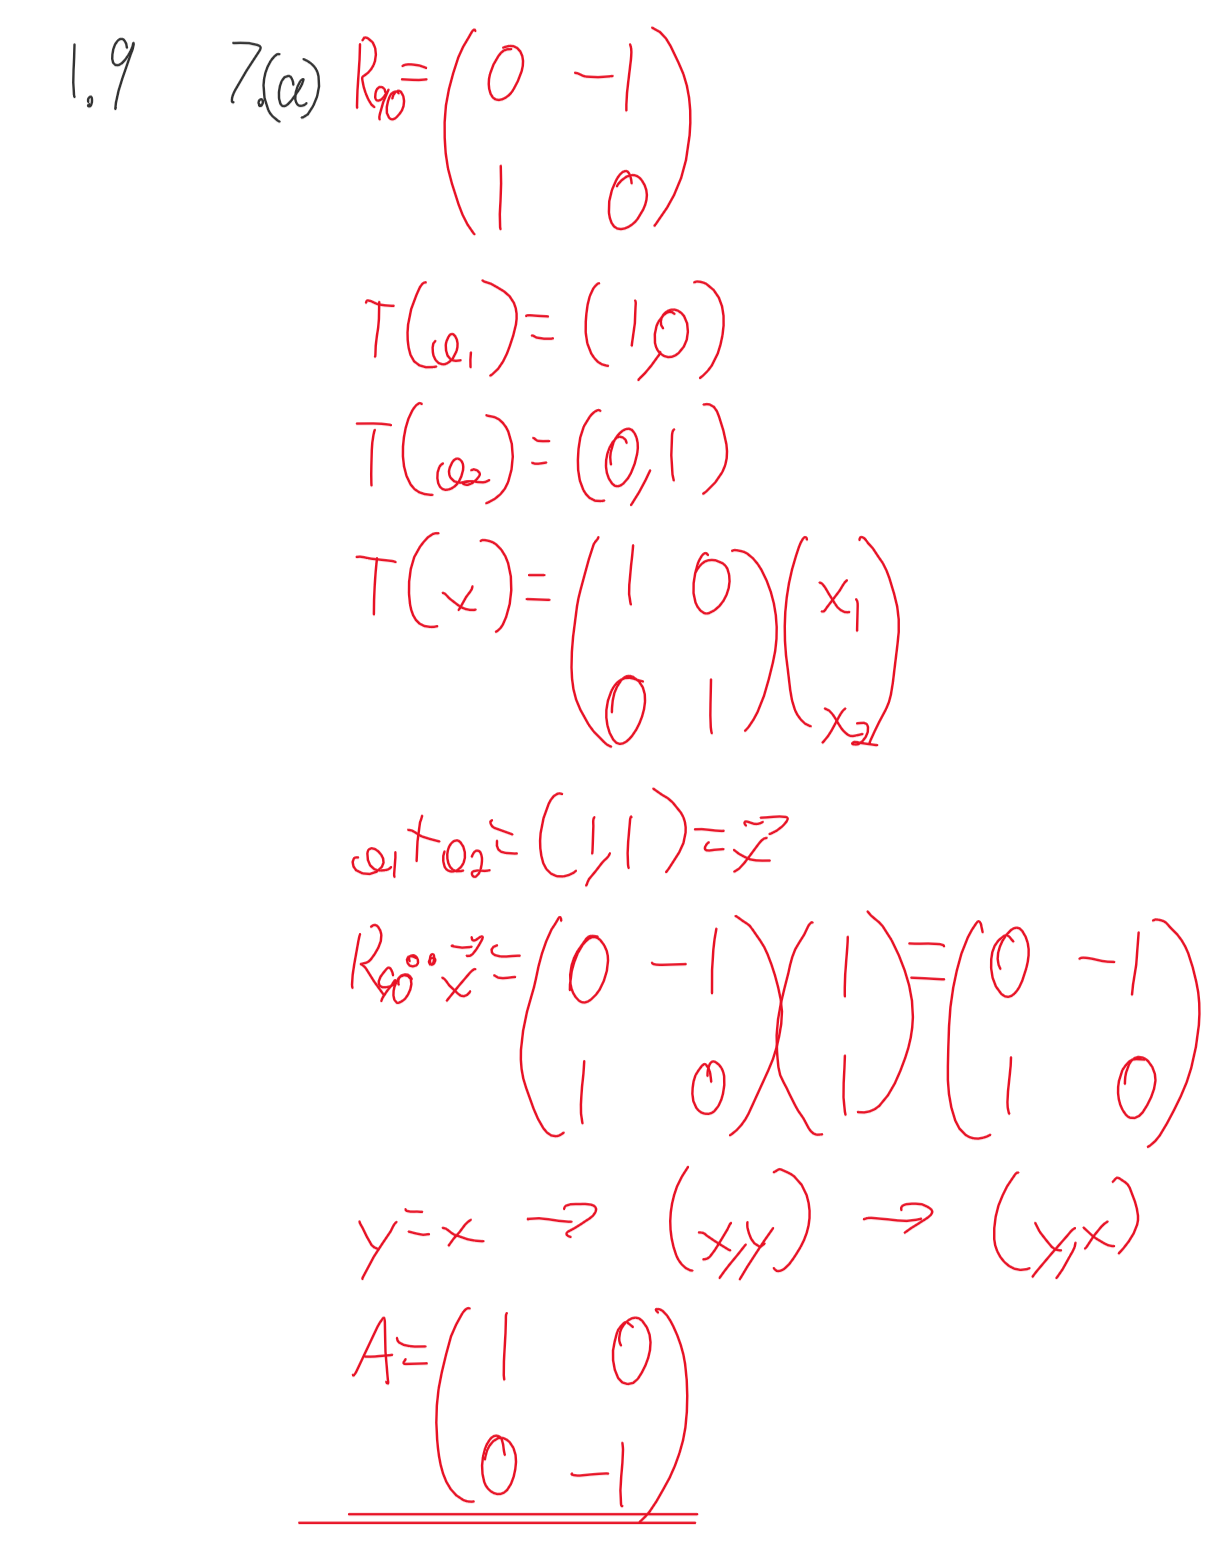 1.9 7.(a) R₉₀= (0 -1
1 0)
T(e₁)=(1,0)
T(e₂)=(0,1)
T(x)=(1 0
0 1)(x₁
x₂)
e₁+e₂=(1,1)=x⃗
R₉₀°·x⃗=(0 -1
1 0)(1
1)=(0 -1
1 0)
y=x → (x,y) → (y,x)
A=(1 0
0 -1)